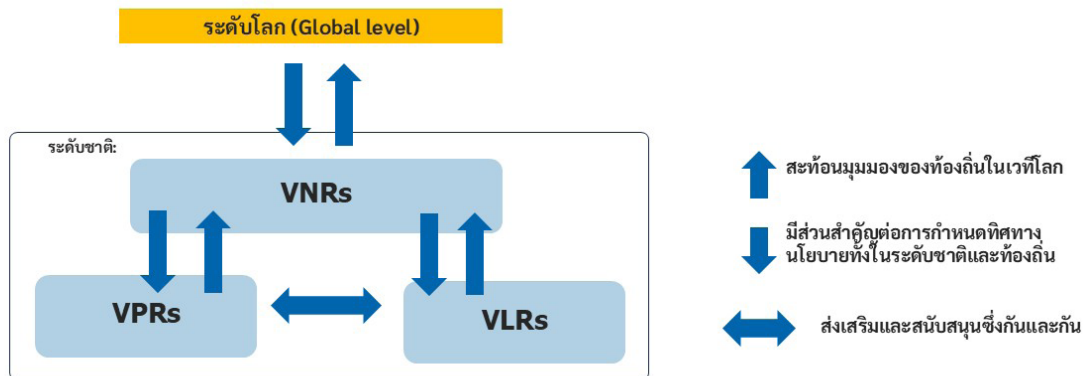 ระดับโลก (Global level)
ระดับชาติ:
VNRs
VPRs
VLRs
สะท้อนมุมมองของท้องถิ่นในเวทีโลก
มีส่วนสำคัญต่อการกำหนดทิศทาง
นโยบายทั้งในระดับชาติและท้องถิ่น
ส่งเสริมและสนับสนุนซึ่งกันและกัน